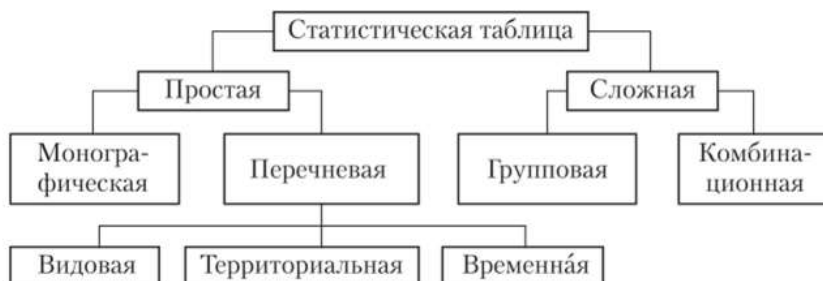 Статистическая таблица
Простая
Сложная
Моногра-
фическая
Перечневая
Групповая
Комбина-
ционная
Видовая
Территориальная
Временна́я